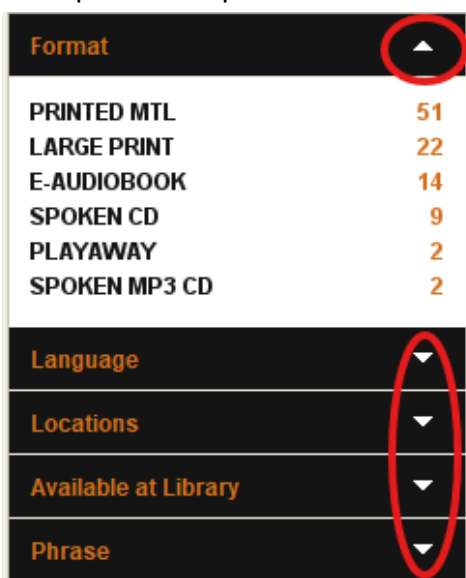 Format
PRINTED MTL 51
LARGE PRINT 22
E-AUDIOBOOK 14
SPOKEN CD 9
PLAYAWAY 2
SPOKEN MP3 CD 2
Language
Locations
Available at Library
Phrase